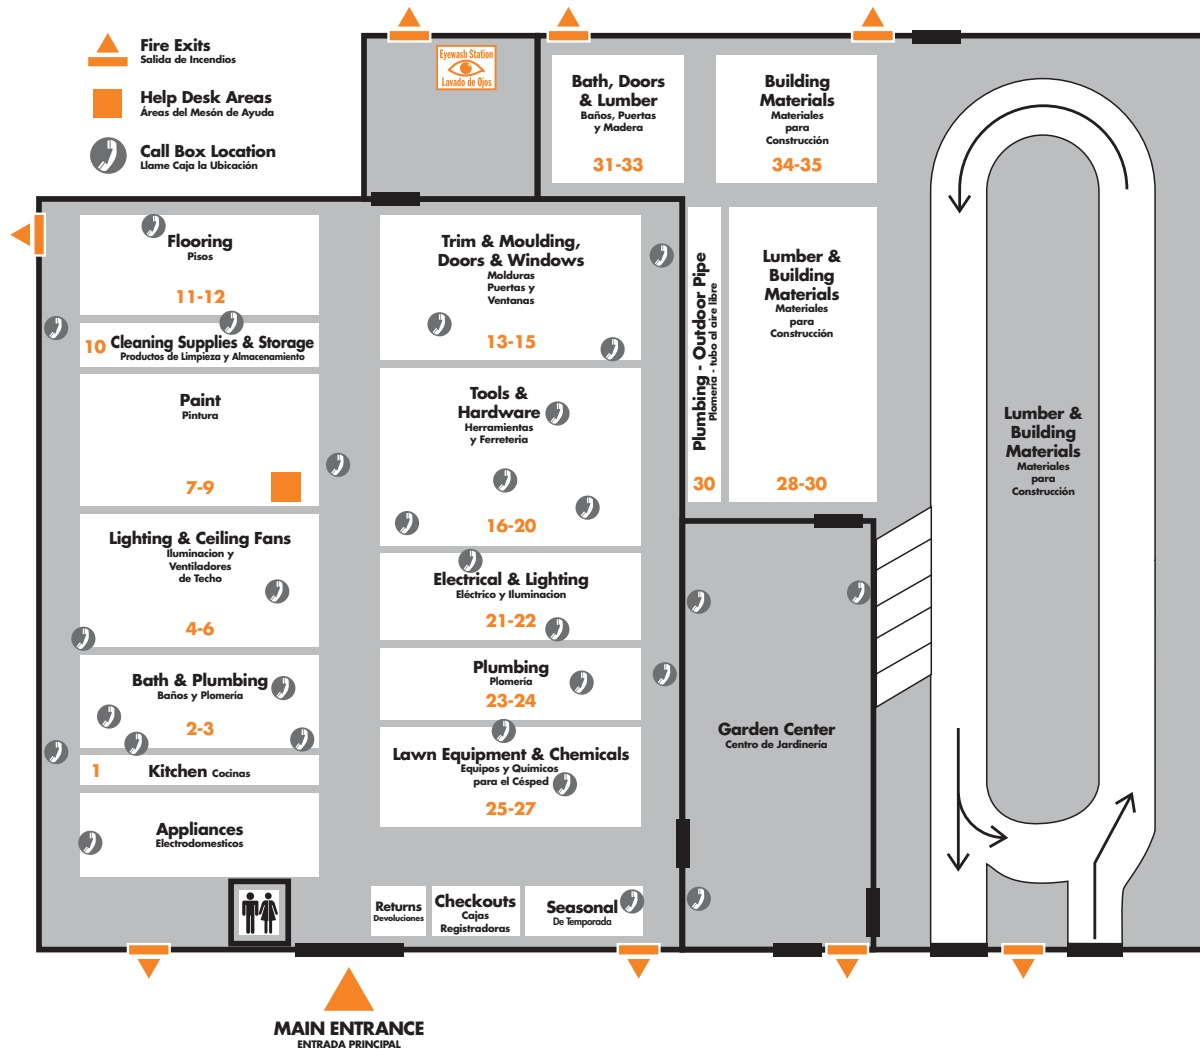 Fire Exits
Salida de Incendios
Help Desk Areas
Áreas del Mesón de Ayuda
Call Box Location
Llame Caja la Ubicación
Eyewash Station
Lavado de Ojos
Bath, Doors
& Lumber
Baños, Puertas
y Madera
31-33
Building
Materials
Materiales
para
Construcción
34-35
Flooring
Pisos
11-12
10 Cleaning Supplies & Storage
Productos de Limpieza y Almacenamiento
Paint
Pintura
7-9
Lighting & Ceiling Fans
Iluminacion y
Ventiladores
de Techo
4-6
Bath & Plumbing
Baños y Plomería
2-3
1 Kitchen Cocinas
Appliances
Electrodomesticos
Trim & Moulding,
Doors & Windows
Molduras
Puertas y
Ventanas
13-15
Tools &
Hardware
Herramientas
y Ferreteria
16-20
Electrical & Lighting
Eléctrico y Iluminacion
21-22
Plumbing
Plomería
23-24
Lawn Equipment & Chemicals
Equipos y Químicos
para el Césped
25-27
Returns
Devoluciones
Checkouts
Cajas
Registradoras
Seasonal
De Temporada
Plumbing - Outdoor Pipe
Plomería - tubo al aire libre
30
Lumber &
Building
Materials
Materiales
para
Construcción
28-30
Garden Center
Centro de Jardinería
Lumber &
Building
Materials
Materiales
para
Construcción
MAIN ENTRANCE
ENTRADA PRINCIPAL